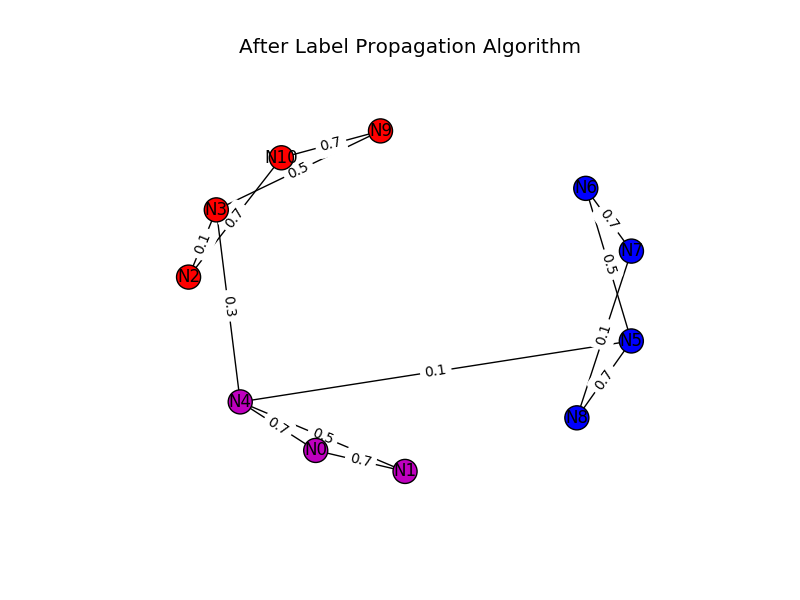 After Label Propagation Algorithm
N9
0.7
N10
0.5
N6
N3
0.7
0.7
0.1
N7
0.5
N2
0.3
0.1
N5
0.1
0.7
N4
N8
0.7
0.5
N0
0.7
N1